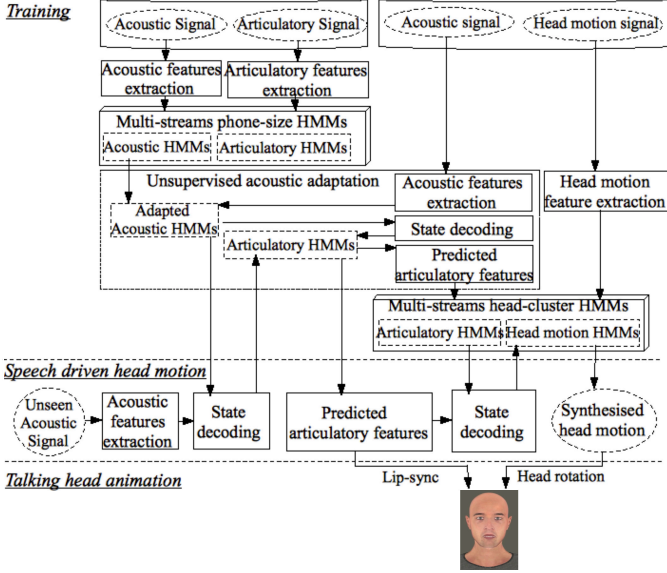 Training
Acoustic Signal
Articulatory Signal
Acoustic signal
Head motion signal
Acoustic features
extraction
Articulatory features
extraction
Multi-streams phone-size HMMs
Acoustic HMMs
Articulatory HMMs
Unsupervised acoustic adaptation
Acoustic features
extraction
Head motion
feature extraction
Adapted
Acoustic HMMs
State decoding
Articulatory HMMs
Predicted
articulatory features
Multi-streams head-cluster HMMs
Articulatory HMMs
Head motion HMMs
Speech driven head motion
Unseen
Acoustic
Signal
Acoustic
features
extraction
State
decoding
Predicted
articulatory features
State
decoding
Synthesised
head motion
Talking head animation
Lip-sync
Head rotation